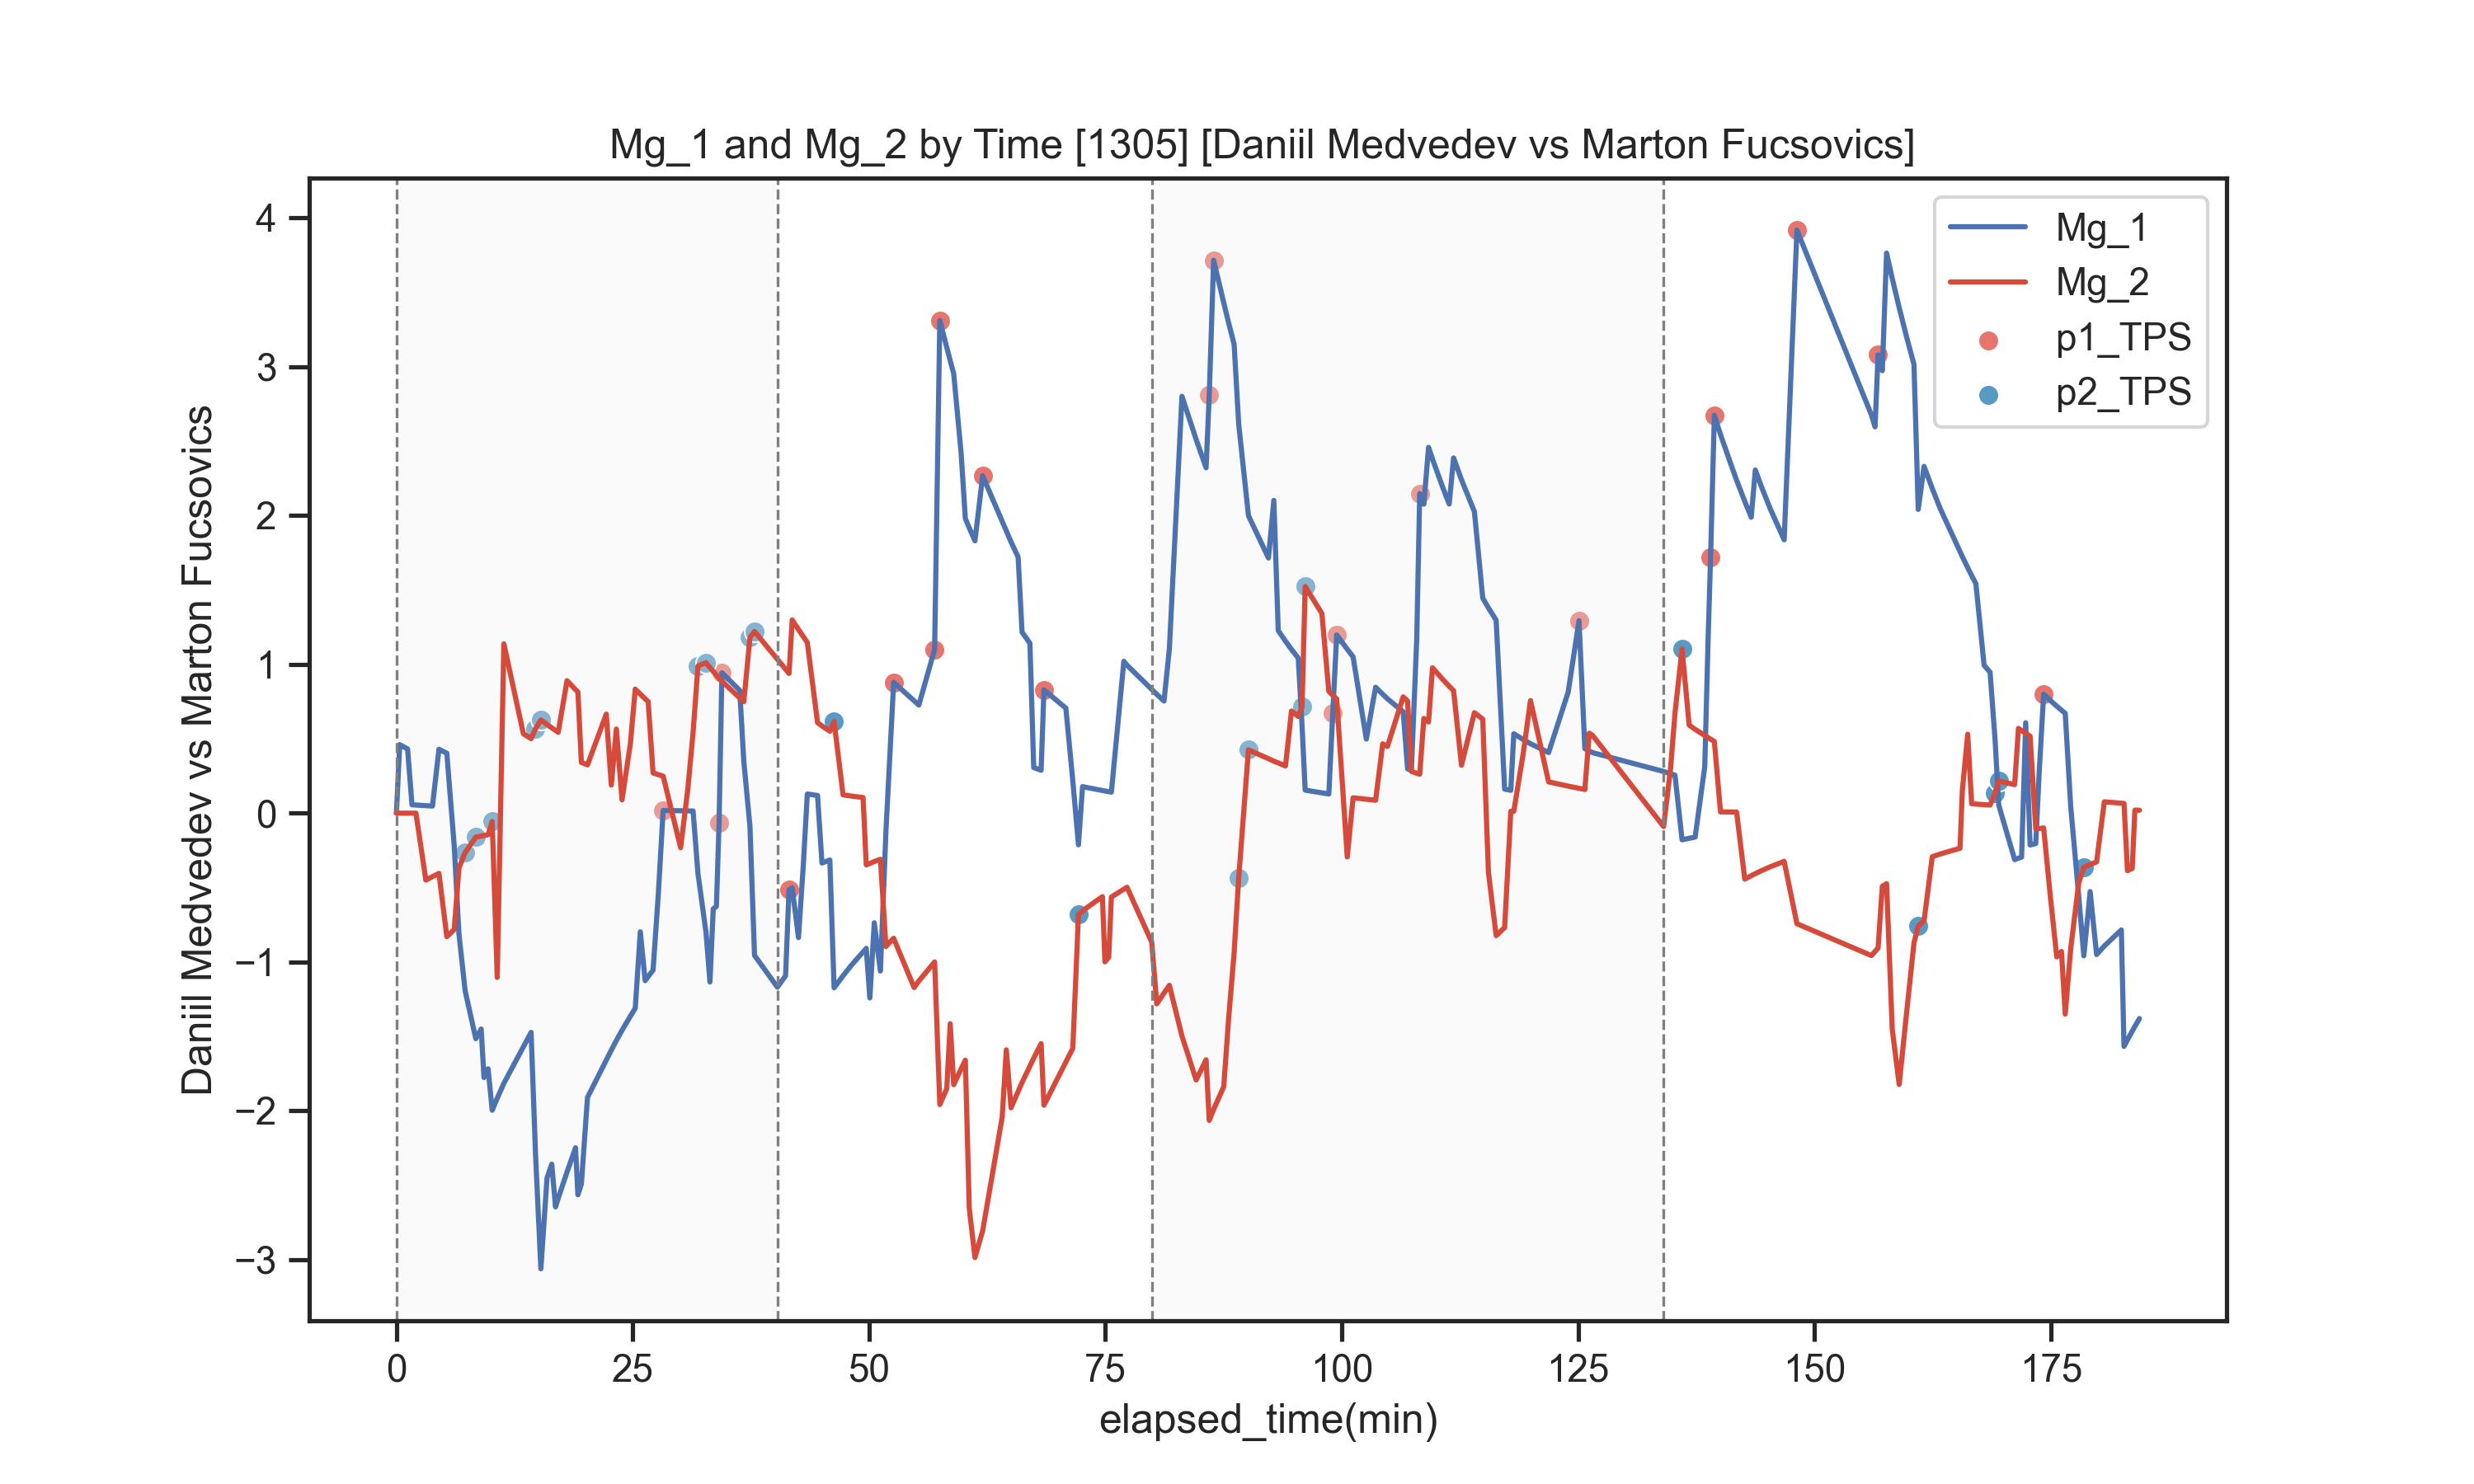 Mg_1 and Mg_2 by Time [1305] [Daniil Medvedev vs Marton Fucsovics]
Mg_1
Mg_2
p1_TPS
p2_TPS
Daniil Medvedev vs Marton Fucsovics
4
3
2
1
0
−1
−2
−3
0 25 50 75 100 125 150 175
elapsed_time(min)